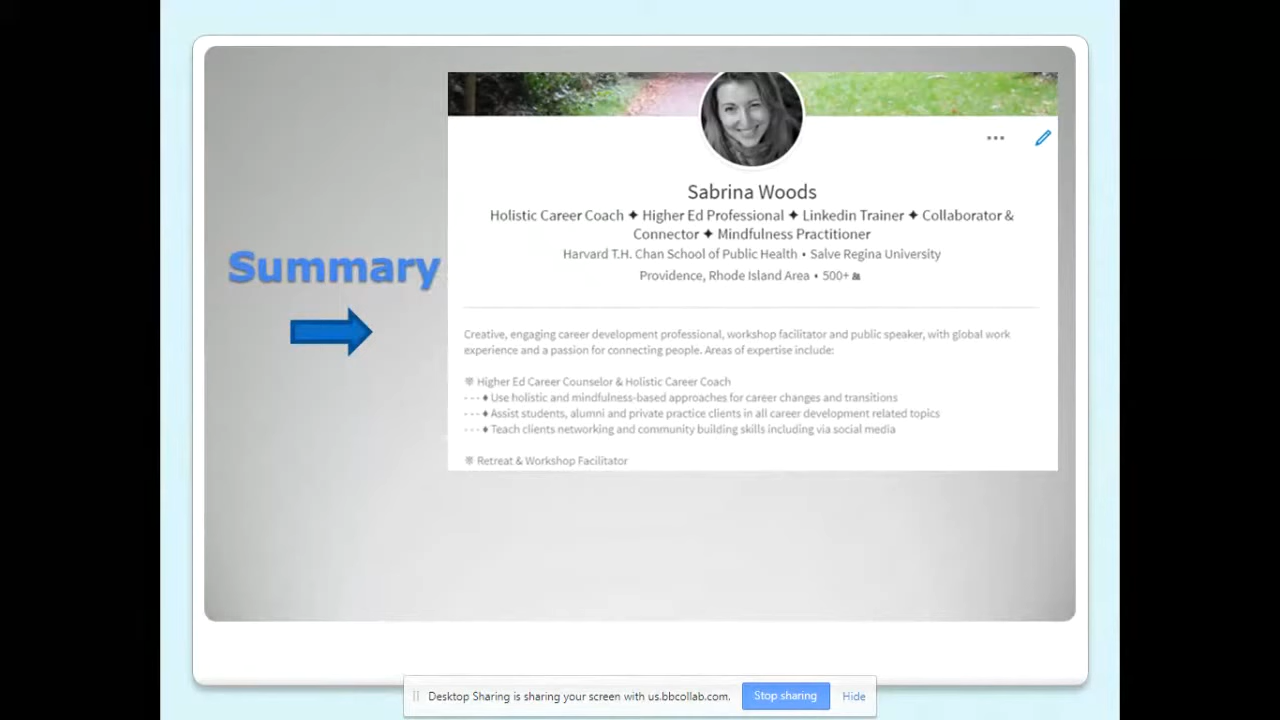 Summary
Sabrina Woods
Holistic Career Coach ✦ Higher Ed Professional ✦ Linkedin Trainer ✦ Collaborator &
Connector ✦ Mindfulness Practitioner
Harvard T.H. Chan School of Public Health • Salve Regina University
Providence, Rhode Island Area • 500+
Creative, engaging career development professional, workshop facilitator and public speaker, with global work
experience and a passion for connecting people. Areas of expertise include:
※ Higher Ed Career Counselor & Holistic Career Coach
- - - ♦ Use holistic and mindfulness-based approaches for career changes and transitions
- - - ♦ Assist students, alumni and private practice clients in all career development related topics
- - - ♦ Teach clients networking and community building skills including via social media
※ Retreat & Workshop Facilitator
Desktop Sharing is sharing your screen with us.bbcollab.com. Stop sharing Hide